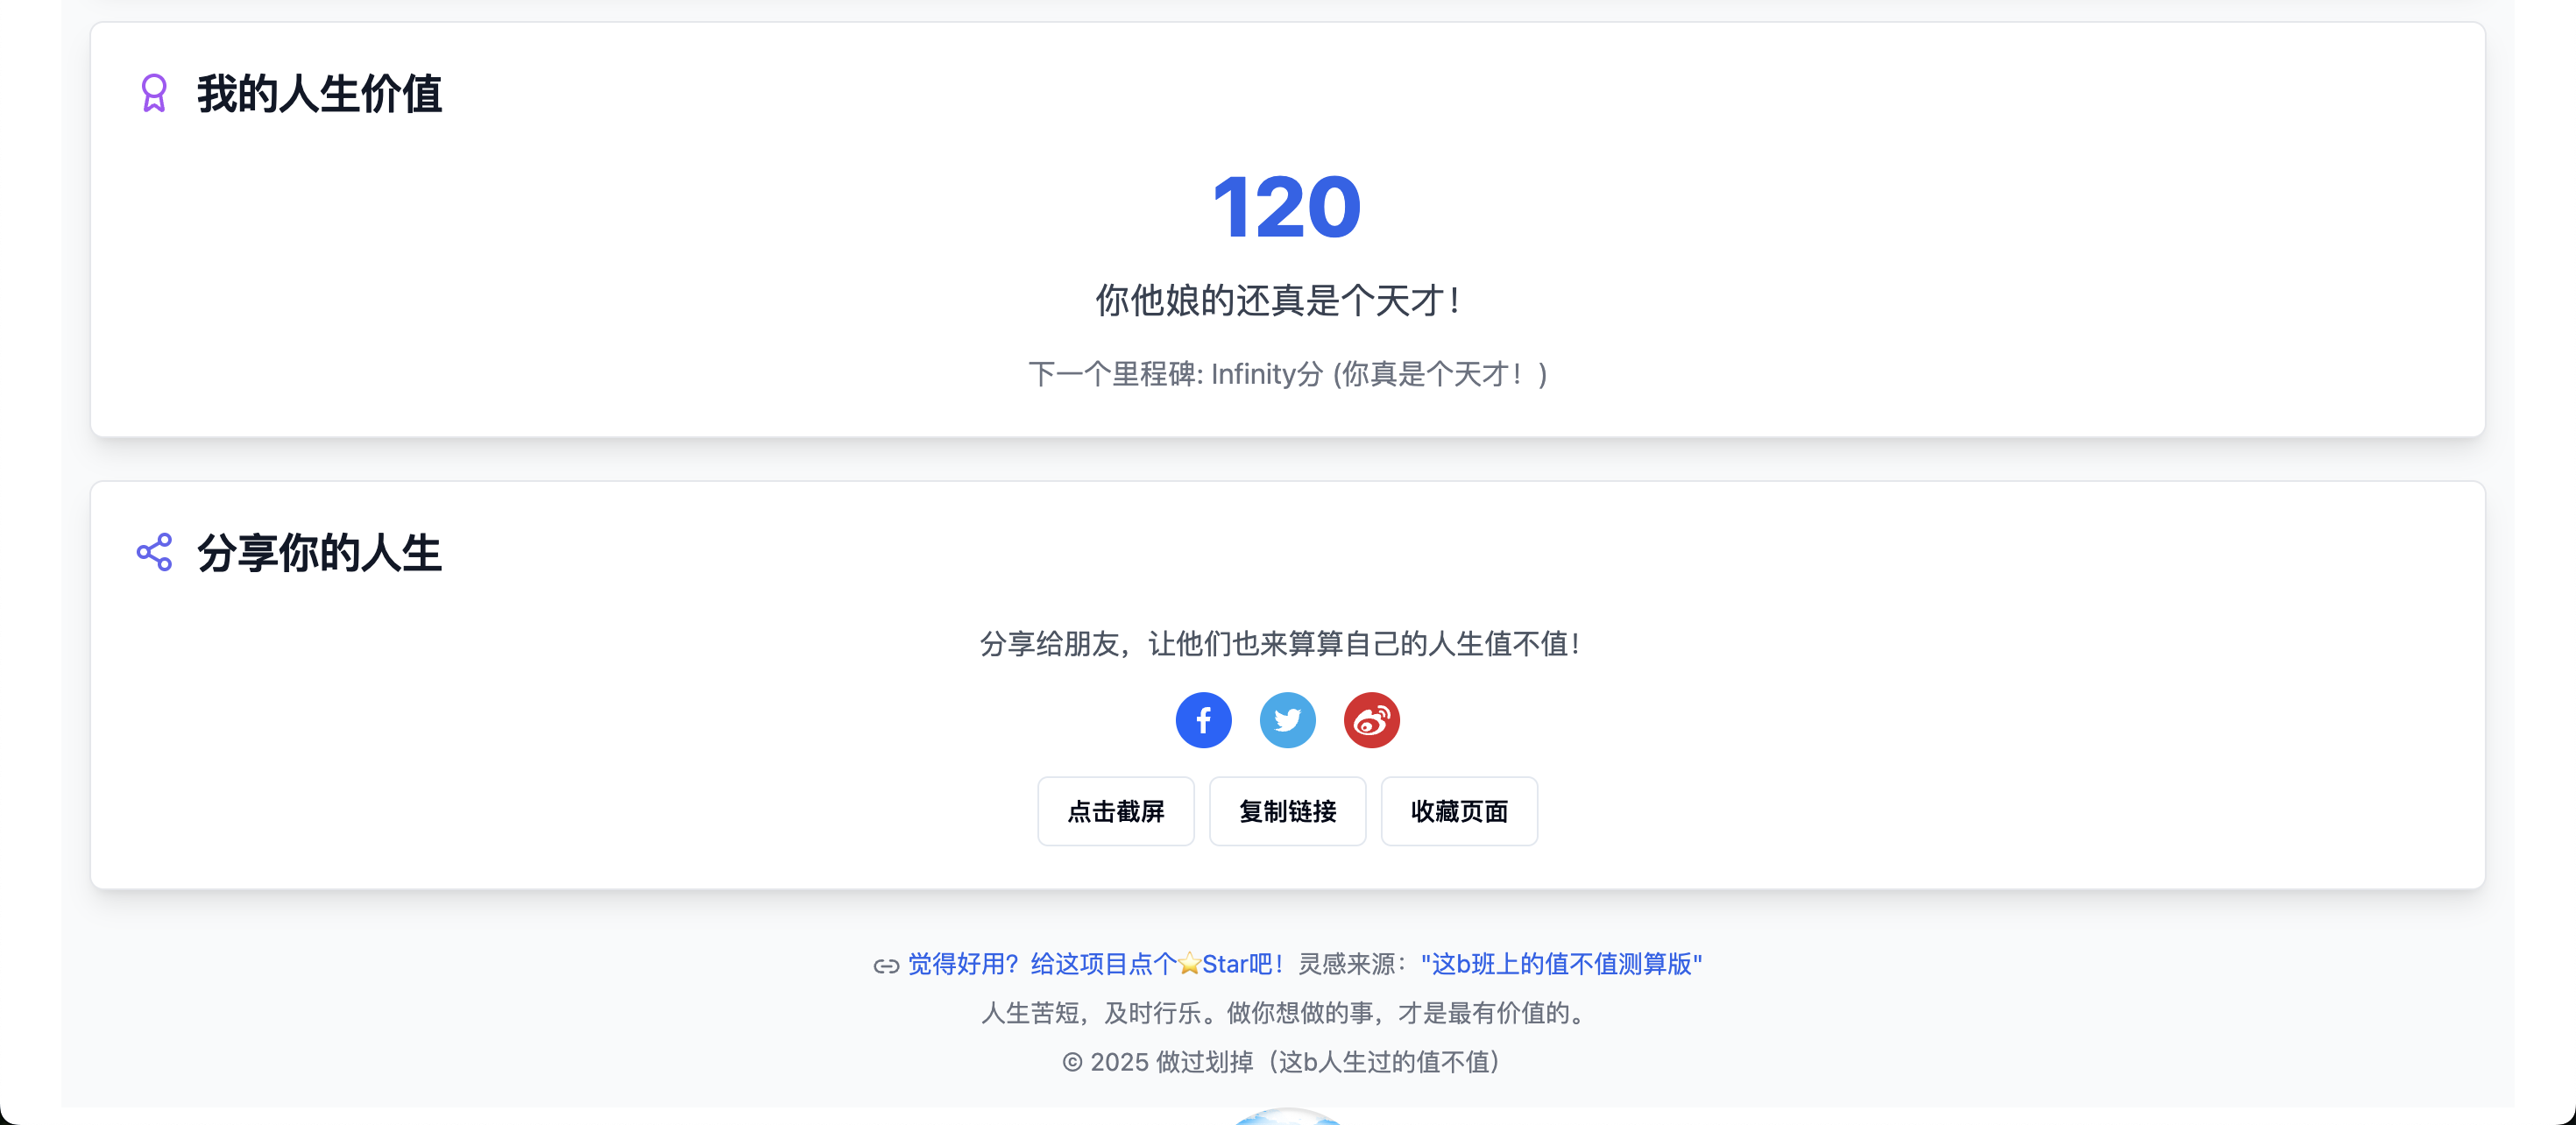 我的人生价值
120
你他娘的还真是个天才！
下一个里程碑: Infinity分 (你真是个天才！)
分享你的人生
分享给朋友，让他们也来算算自己的人生值不值！
点击截屏 复制链接 收藏页面
觉得好用？给这项目点个⭐Star吧！ 灵感来源："这b班上的值不值测算版"
人生苦短，及时行乐。做你想做的事，才是最有价值的。
© 2025 做过划掉（这b人生过的值不值）